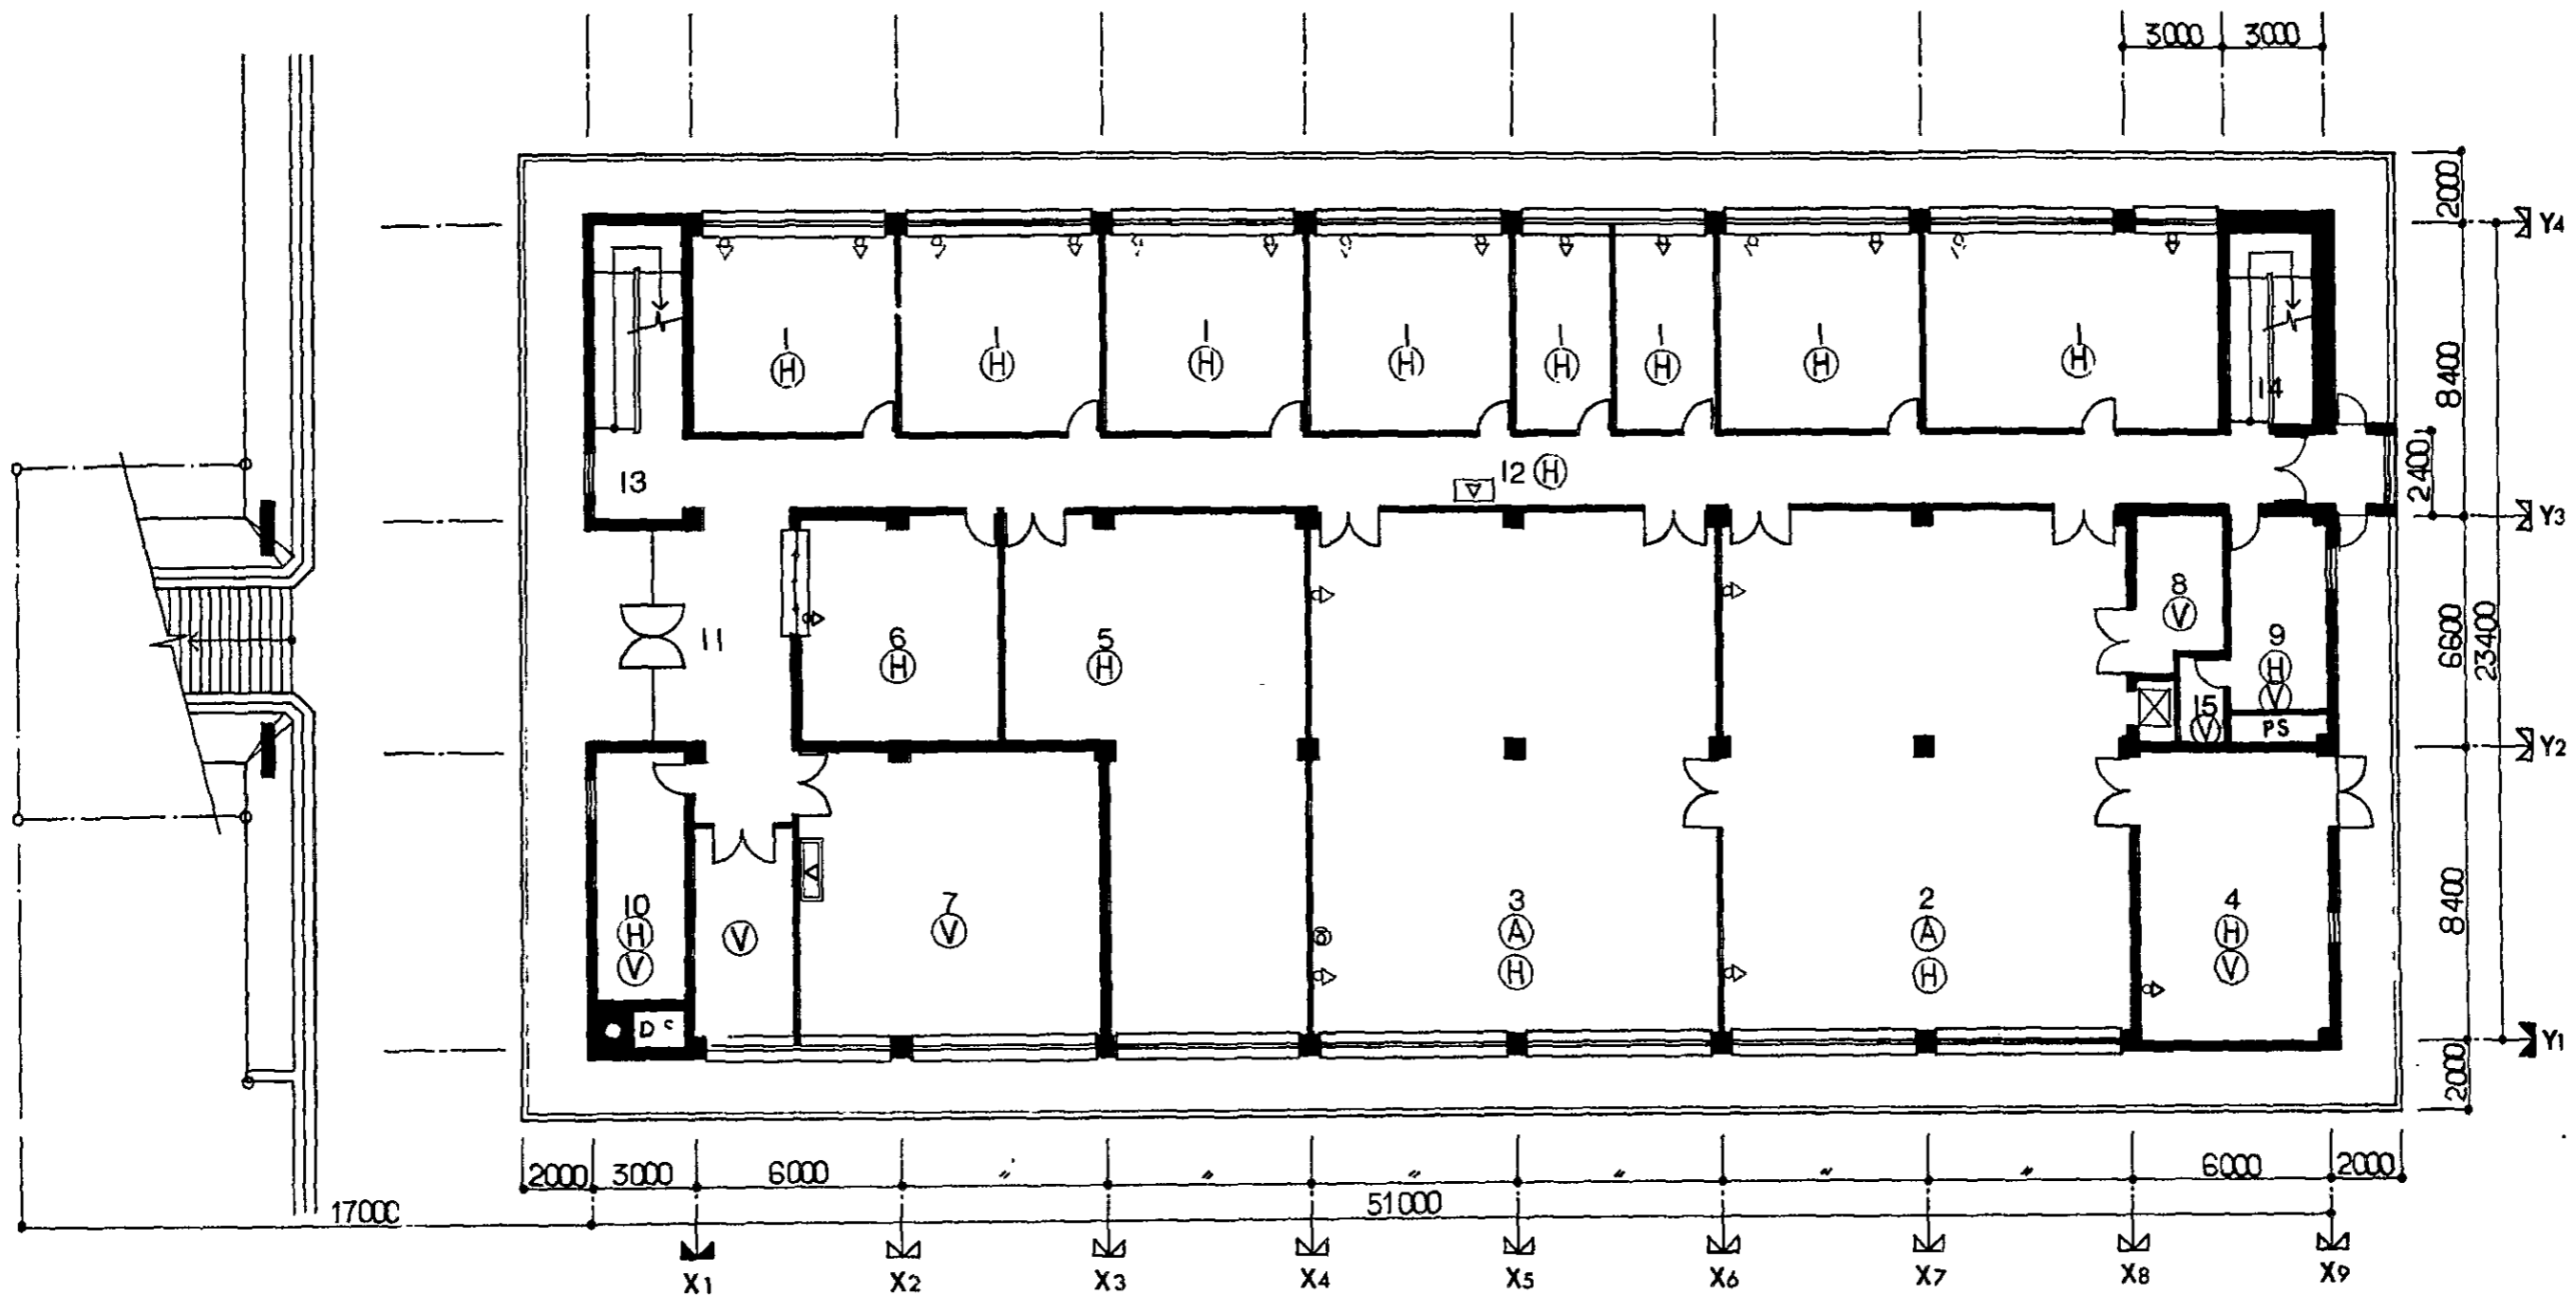 3000 3000
2000
Y4
1 1 1 1 1 1 1 1
H H H H H H H H
8400
14
12 H
13
2400
Y3
8
V
11
6 5
H H
9
H
V
6600
23400
15
V
PS
Y2
10
H
V
V
7
V
3
A
H
2
A
H
4
H
V
8400
Y1
2000
2000 3000 6000 〃 〃 〃 〃 〃 〃 6000 2000
17000 51000
X1 X2 X3 X4 X5 X6 X7 X8 X9